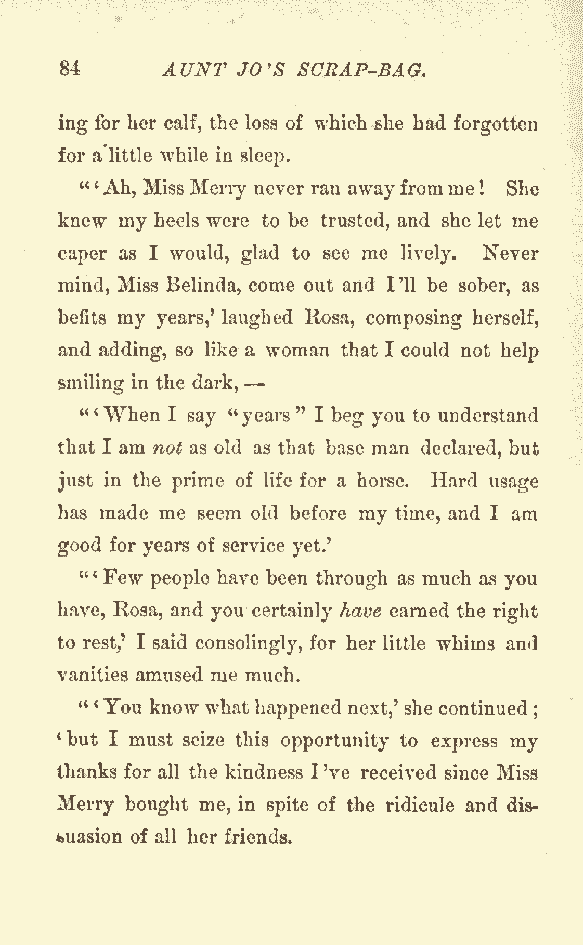 84 AUNT JO'S SCRAP-BAG.
ing for her calf, the loss of which she had forgotten
for a little while in sleep.
"'Ah, Miss Merry never ran away from me! She
knew my heels were to be trusted, and she let me
caper as I would, glad to see me lively. Never
mind, Miss Belinda, come out and I'll be sober, as
befits my years,' laughed Rosa, composing herself,
and adding, so like a woman that I could not help
smiling in the dark,—
"'When I say "years" I beg you to understand
that I am not as old as that base man declared, but
just in the prime of life for a horse. Hard usage
has made me seem old before my time, and I am
good for years of service yet.'
"'Few people have been through as much as you
have, Rosa, and you certainly have earned the right
to rest,' I said consolingly, for her little whims and
vanities amused me much.
"'You know what happened next,' she continued;
'but I must seize this opportunity to express my
thanks for all the kindness I've received since Miss
Merry bought me, in spite of the ridicule and dis-
suasion of all her friends.